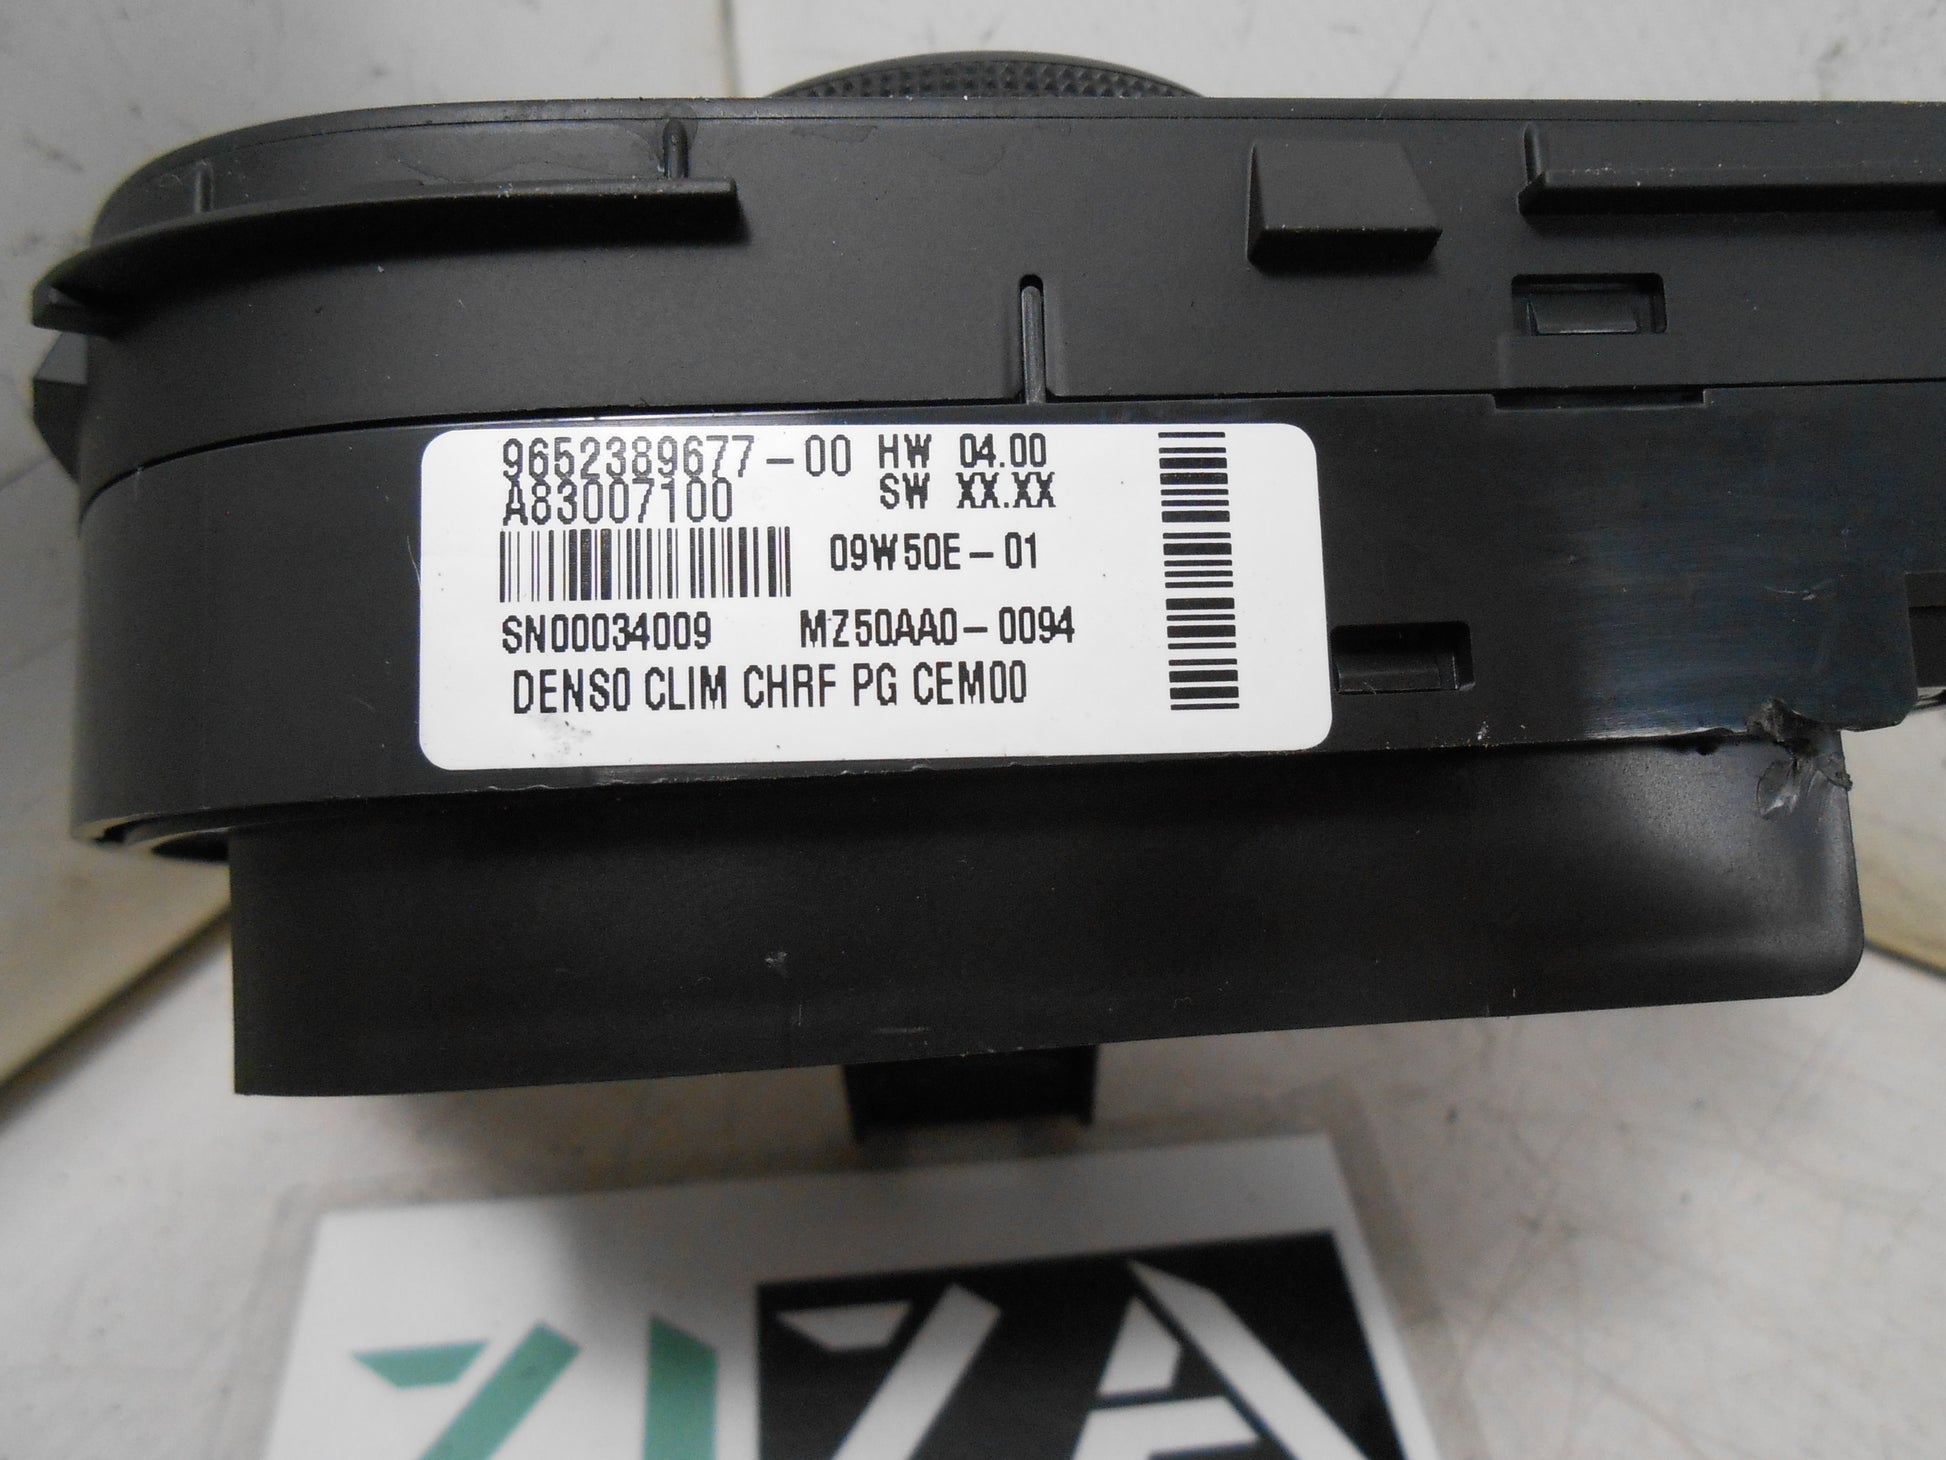 9652389677-00 HW 04.00
A83007100 SW XX.XX
09W50E-01
SN00034009 MZ50AA0-0094
DENSO CLIM CHRF PG CEM00